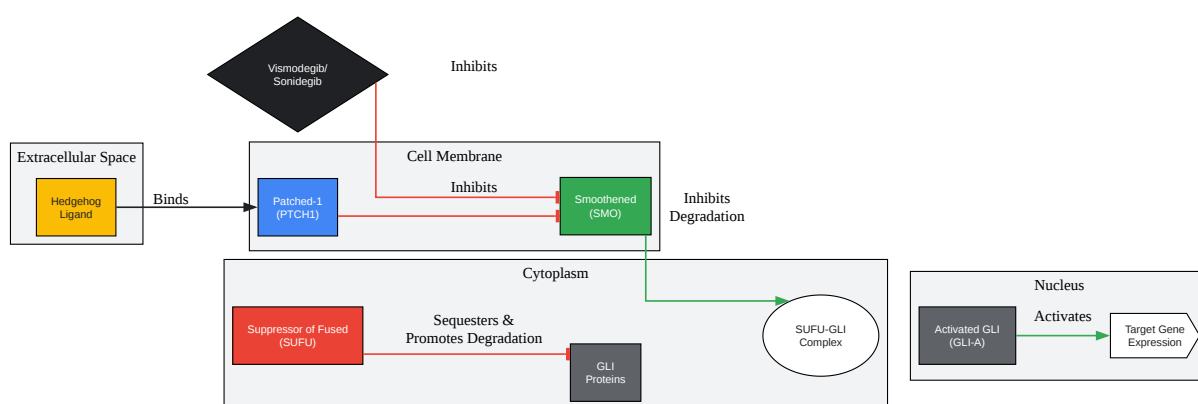 Vismodegib/
Sonidegib
Inhibits
Extracellular Space
Hedgehog
Ligand
Binds
Cell Membrane
Patched-1
(PTCH1)
Inhibits
Smoothened
(SMO)
Inhibits
Degradation
Cytoplasm
Suppressor of Fused
(SUFU)
Sequesters &
Promotes Degradation
GLI
Proteins
SUFU-GLI
Complex
Nucleus
Activated GLI
(GLI-A)
Activates
Target Gene
Expression